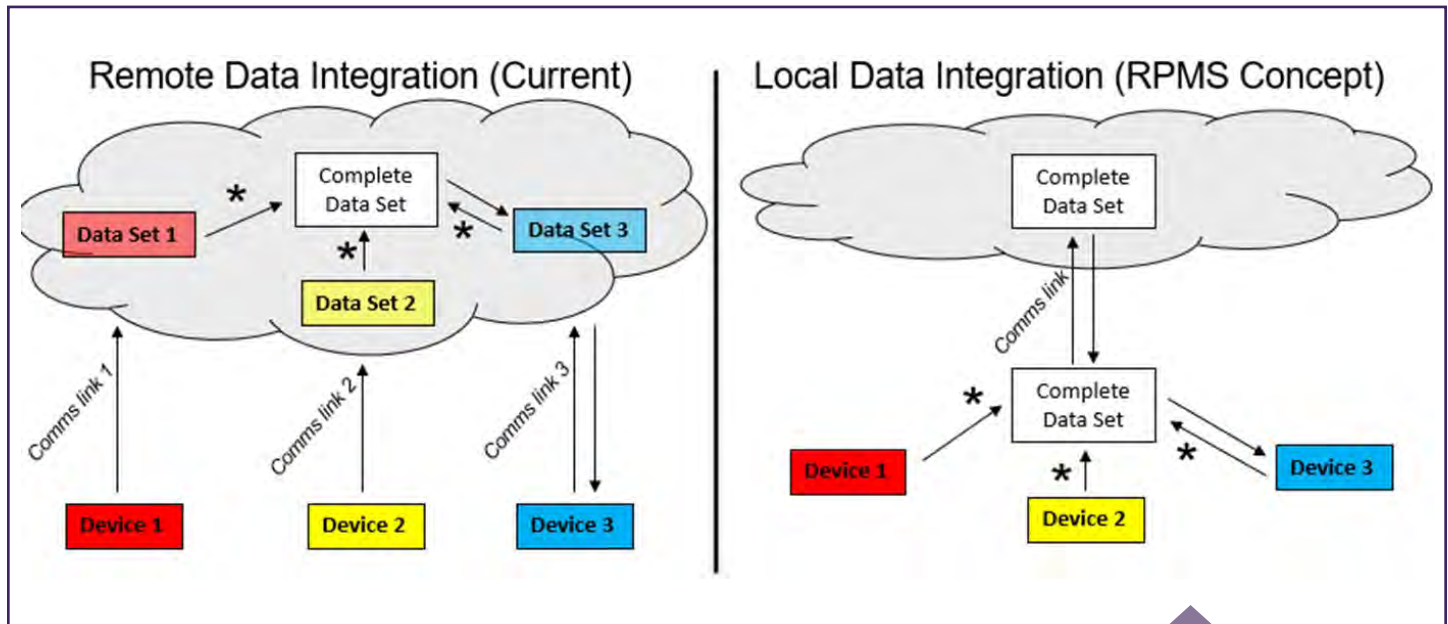 Remote Data Integration (Current)
Complete
Data Set
*
Data Set 1
*
Data Set 3
*
Data Set 2
Comms link 1
Comms link 2
Comms link 3
Device 1
Device 2
Device 3
Local Data Integration (RPMS Concept)
Complete
Data Set
Comms link
Complete
Data Set
*
*
*
Device 1
Device 3
Device 2